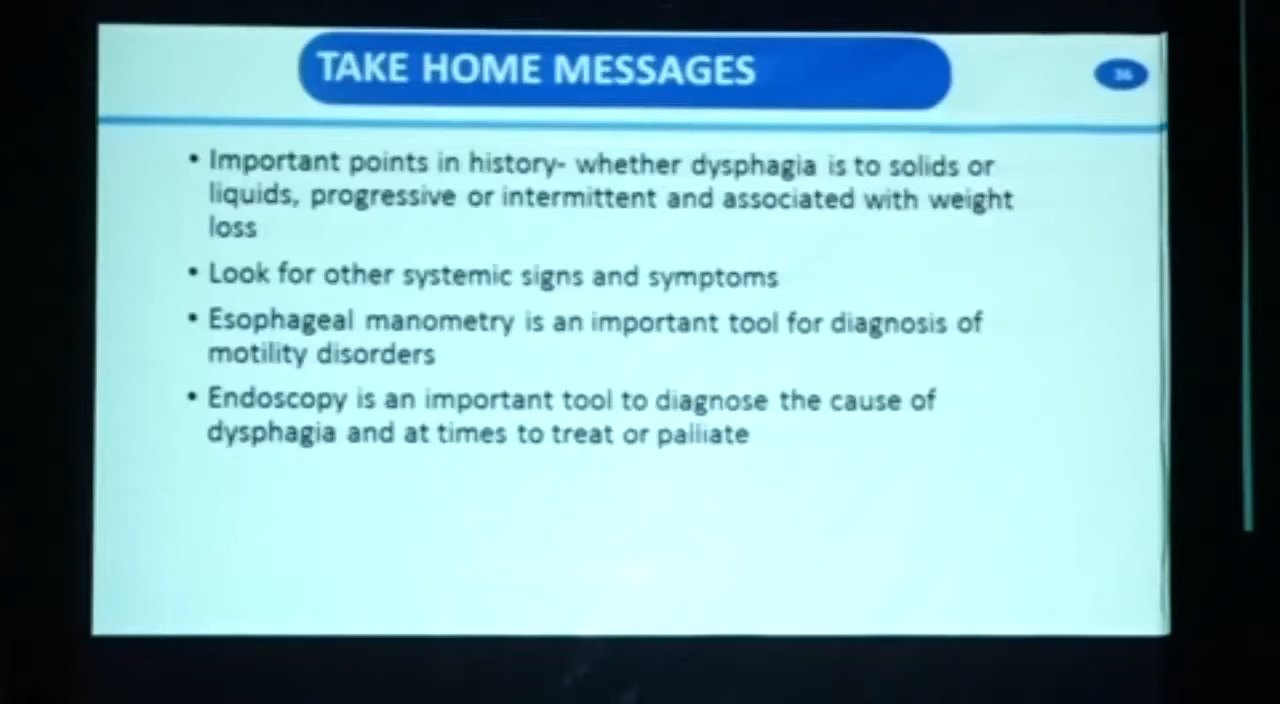 TAKE HOME MESSAGES
36
• Important points in history- whether dysphagia is to solids or
liquids, progressive or intermittent and associated with weight
loss
• Look for other systemic signs and symptoms
• Esophageal manometry is an important tool for diagnosis of
motility disorders
• Endoscopy is an important tool to diagnose the cause of
dysphagia and at times to treat or palliate